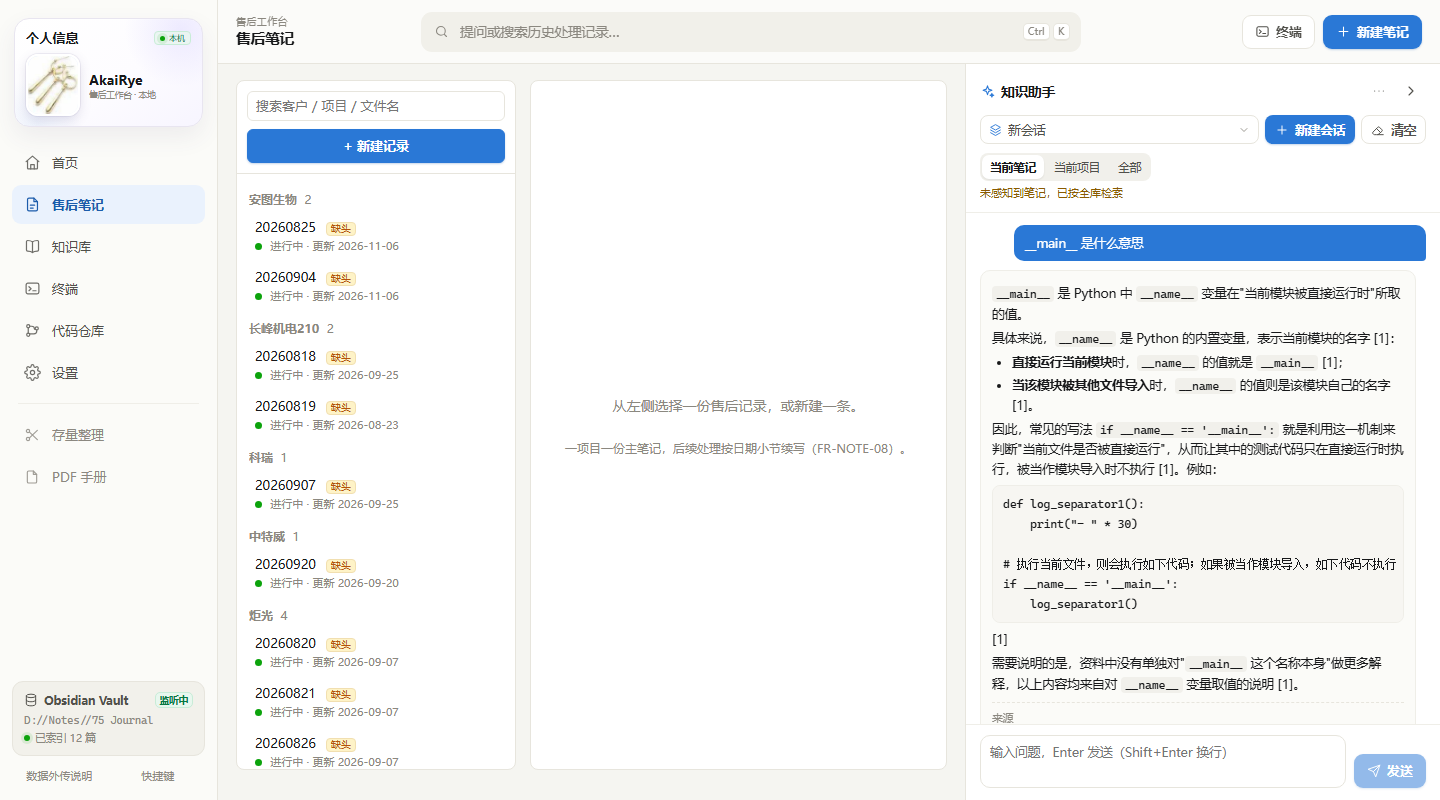 个人信息
本机
AkaiRye
售后工作台 · 本地
首页
售后笔记
知识库
终端
代码仓库
设置
存量整理
PDF 手册
Obsidian Vault 监听中
D://Notes//75 Journal
已索引 12 篇
数据外传说明 快捷键
售后工作台
售后笔记
提问或搜索历史处理记录... Ctrl K
终端
+ 新建笔记
搜索客户 / 项目 / 文件名
+ 新建记录
安图生物 2
20260825 缺头
进行中 · 更新 2026-11-06
20260904 缺头
进行中 · 更新 2026-11-06
长峰机电210 2
20260818 缺头
进行中 · 更新 2026-09-25
20260819 缺头
进行中 · 更新 2026-08-23
科瑞 1
20260907 缺头
进行中 · 更新 2026-09-25
中特威 1
20260920 缺头
进行中 · 更新 2026-09-20
炬光 4
20260820 缺头
进行中 · 更新 2026-09-07
20260821 缺头
进行中 · 更新 2026-09-07
20260826 缺头
进行中 · 更新 2026-09-07
从左侧选择一份售后记录，或新建一条。
一项目一份主笔记，后续处理按日期小节续写（FR-NOTE-08）。
知识助手 ···
新会话
+ 新建会话
清空
当前笔记 当前项目 全部
未感知到笔记，已按全库检索
__main__ 是什么意思
__main__ 是 Python 中 __name__ 变量在"当前模块被直接运行时"所取
的值。
具体来说，__name__ 是 Python 的内置变量，表示当前模块的名字 [1]：
• 直接运行当前模块时，__name__ 的值就是 __main__ [1]；
• 当该模块被其他文件导入时，__name__ 的值则是该模块自己的名字
[1]。
因此，常见的写法 if __name__ == '__main__': 就是利用这一机制来
判断"当前文件是否被直接运行"，从而让其中的测试代码只在直接运行时执
行，被当作模块导入时不执行 [1]。例如：
def log_separator1():
    print("- " * 30)
# 执行当前文件，则会执行如下代码；如果被当作模块导入，如下代码不执行
if __name__ == '__main__':
    log_separator1()
[1]
需要说明的是，资料中没有单独对"__main__ 这个名称本身"做更多解
释，以上内容均来自对 __name__ 变量取值的说明 [1]。
来源
输入问题，Enter 发送（Shift+Enter 换行）
发送